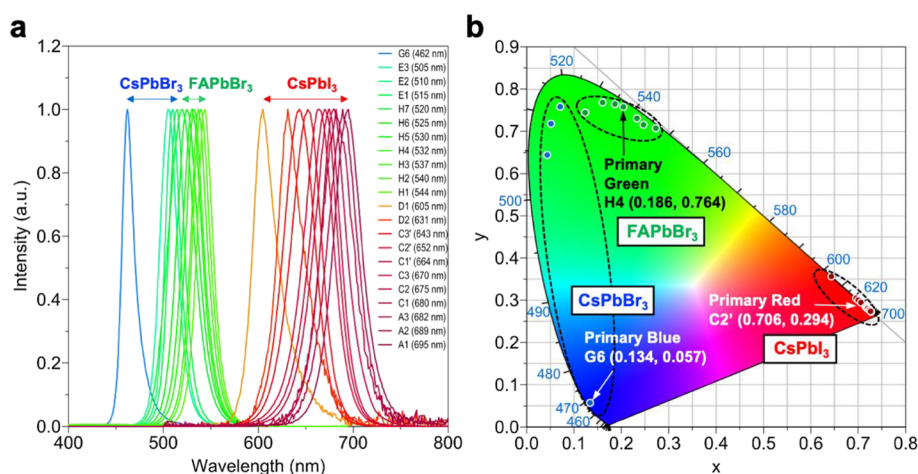 a
1.2
1.0
0.8
0.6
0.4
0.2
0.0
Intensity (a.u.)
400
500
600
700
800
Wavelength (nm)
CsPbBr3
FAPbBr3
CsPbI3
G6 (462 nm)
E3 (505 nm)
E2 (510 nm)
E1 (515 nm)
H7 (520 nm)
H6 (525 nm)
H5 (530 nm)
H4 (532 nm)
H3 (537 nm)
H2 (540 nm)
H1 (544 nm)
D1 (605 nm)
D2 (631 nm)
C3' (643 nm)
C2' (652 nm)
C1' (664 nm)
C3 (670 nm)
C2 (675 nm)
C1 (680 nm)
A3 (682 nm)
A2 (689 nm)
A1 (695 nm)
b
0.9
0.8
0.7
0.6
0.5
0.4
0.3
0.2
0.1
0.0
y
0.0
0.1
0.2
0.3
0.4
0.5
0.6
0.7
0.8
x
520
540
560
580
600
620
700
500
490
480
470
460
Primary
Green
H4 (0.186, 0.764)
FAPbBr3
CsPbBr3
Primary Blue
G6 (0.134, 0.057)
Primary Red
C2' (0.706, 0.294)
CsPbI3